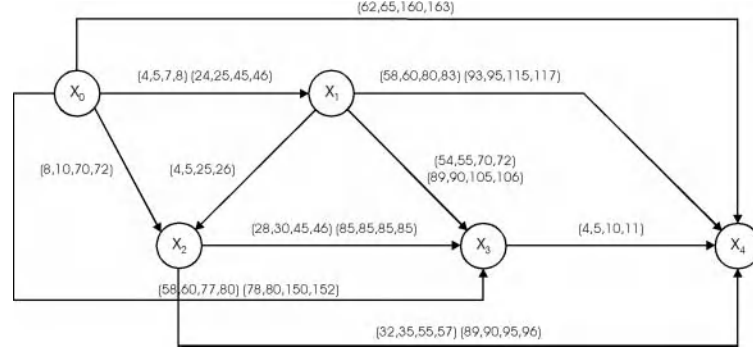 (62,65,160,163)
(4,5,7,8) (24,25,45,46)
(58,60,80,83) (93,95,115,117)
X0
X1
(8,10,70,72)
(4,5,25,26)
(54,55,70,72)
(89,90,105,106)
(28,30,45,46) (85,85,85,85)
(4,5,10,11)
X2
X3
X4
(58,60,77,80) (78,80,150,152)
(32,35,55,57) (89,90,95,96)